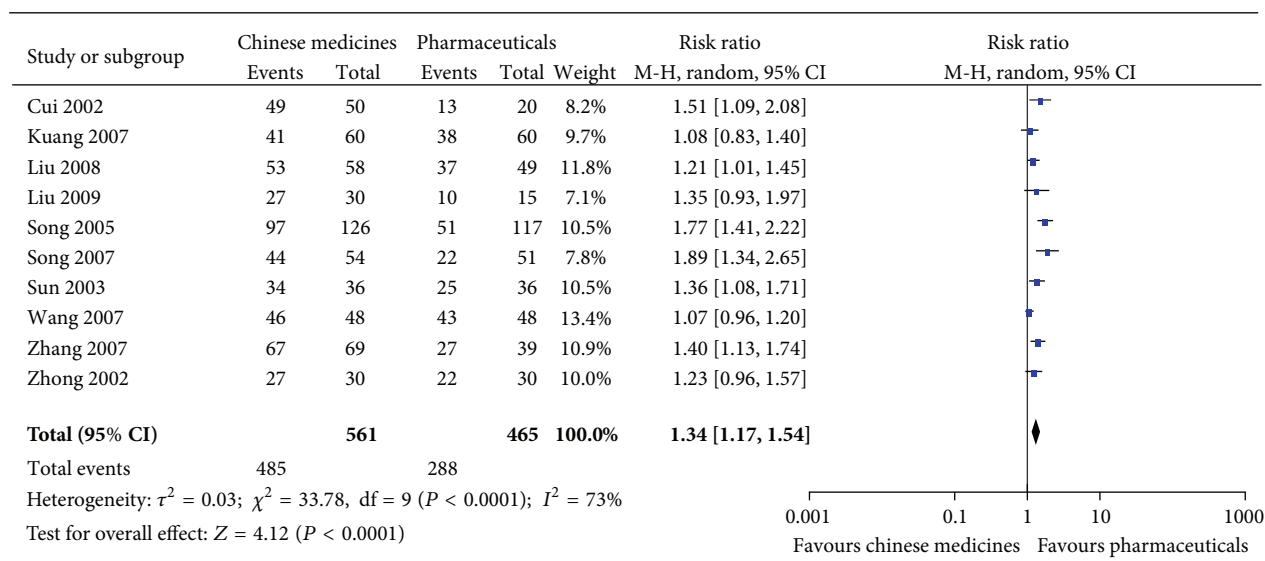 Chinese medicines Pharmaceuticals Risk ratio Risk ratio
Study or subgroup
Events Total Events Total Weight M-H, random, 95% CI M-H, random, 95% CI
Cui 2002 49 50 13 20 8.2% 1.51 [1.09, 2.08]
Kuang 2007 41 60 38 60 9.7% 1.08 [0.83, 1.40]
Liu 2008 53 58 37 49 11.8% 1.21 [1.01, 1.45]
Liu 2009 27 30 10 15 7.1% 1.35 [0.93, 1.97]
Song 2005 97 126 51 117 10.5% 1.77 [1.41, 2.22]
Song 2007 44 54 22 51 7.8% 1.89 [1.34, 2.65]
Sun 2003 34 36 25 36 10.5% 1.36 [1.08, 1.71]
Wang 2007 46 48 43 48 13.4% 1.07 [0.96, 1.20]
Zhang 2007 67 69 27 39 10.9% 1.40 [1.13, 1.74]
Zhong 2002 27 30 22 30 10.0% 1.23 [0.96, 1.57]
Total (95% CI) 561 465 100.0% 1.34 [1.17, 1.54]
Total events 485 288
Heterogeneity: τ² = 0.03; χ² = 33.78, df = 9 (P < 0.0001); I² = 73%
Test for overall effect: Z = 4.12 (P < 0.0001)
0.001 0.1 1 10 1000
Favours chinese medicines Favours pharmaceuticals